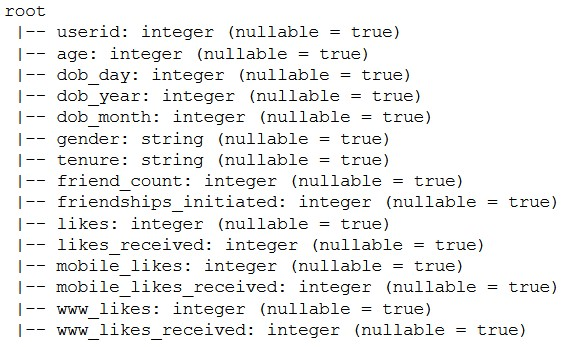 root
 |-- userid: integer (nullable = true)
 |-- age: integer (nullable = true)
 |-- dob_day: integer (nullable = true)
 |-- dob_year: integer (nullable = true)
 |-- dob_month: integer (nullable = true)
 |-- gender: string (nullable = true)
 |-- tenure: string (nullable = true)
 |-- friend_count: integer (nullable = true)
 |-- friendships_initiated: integer (nullable = true)
 |-- likes: integer (nullable = true)
 |-- likes_received: integer (nullable = true)
 |-- mobile_likes: integer (nullable = true)
 |-- mobile_likes_received: integer (nullable = true)
 |-- www_likes: integer (nullable = true)
 |-- www_likes_received: integer (nullable = true)